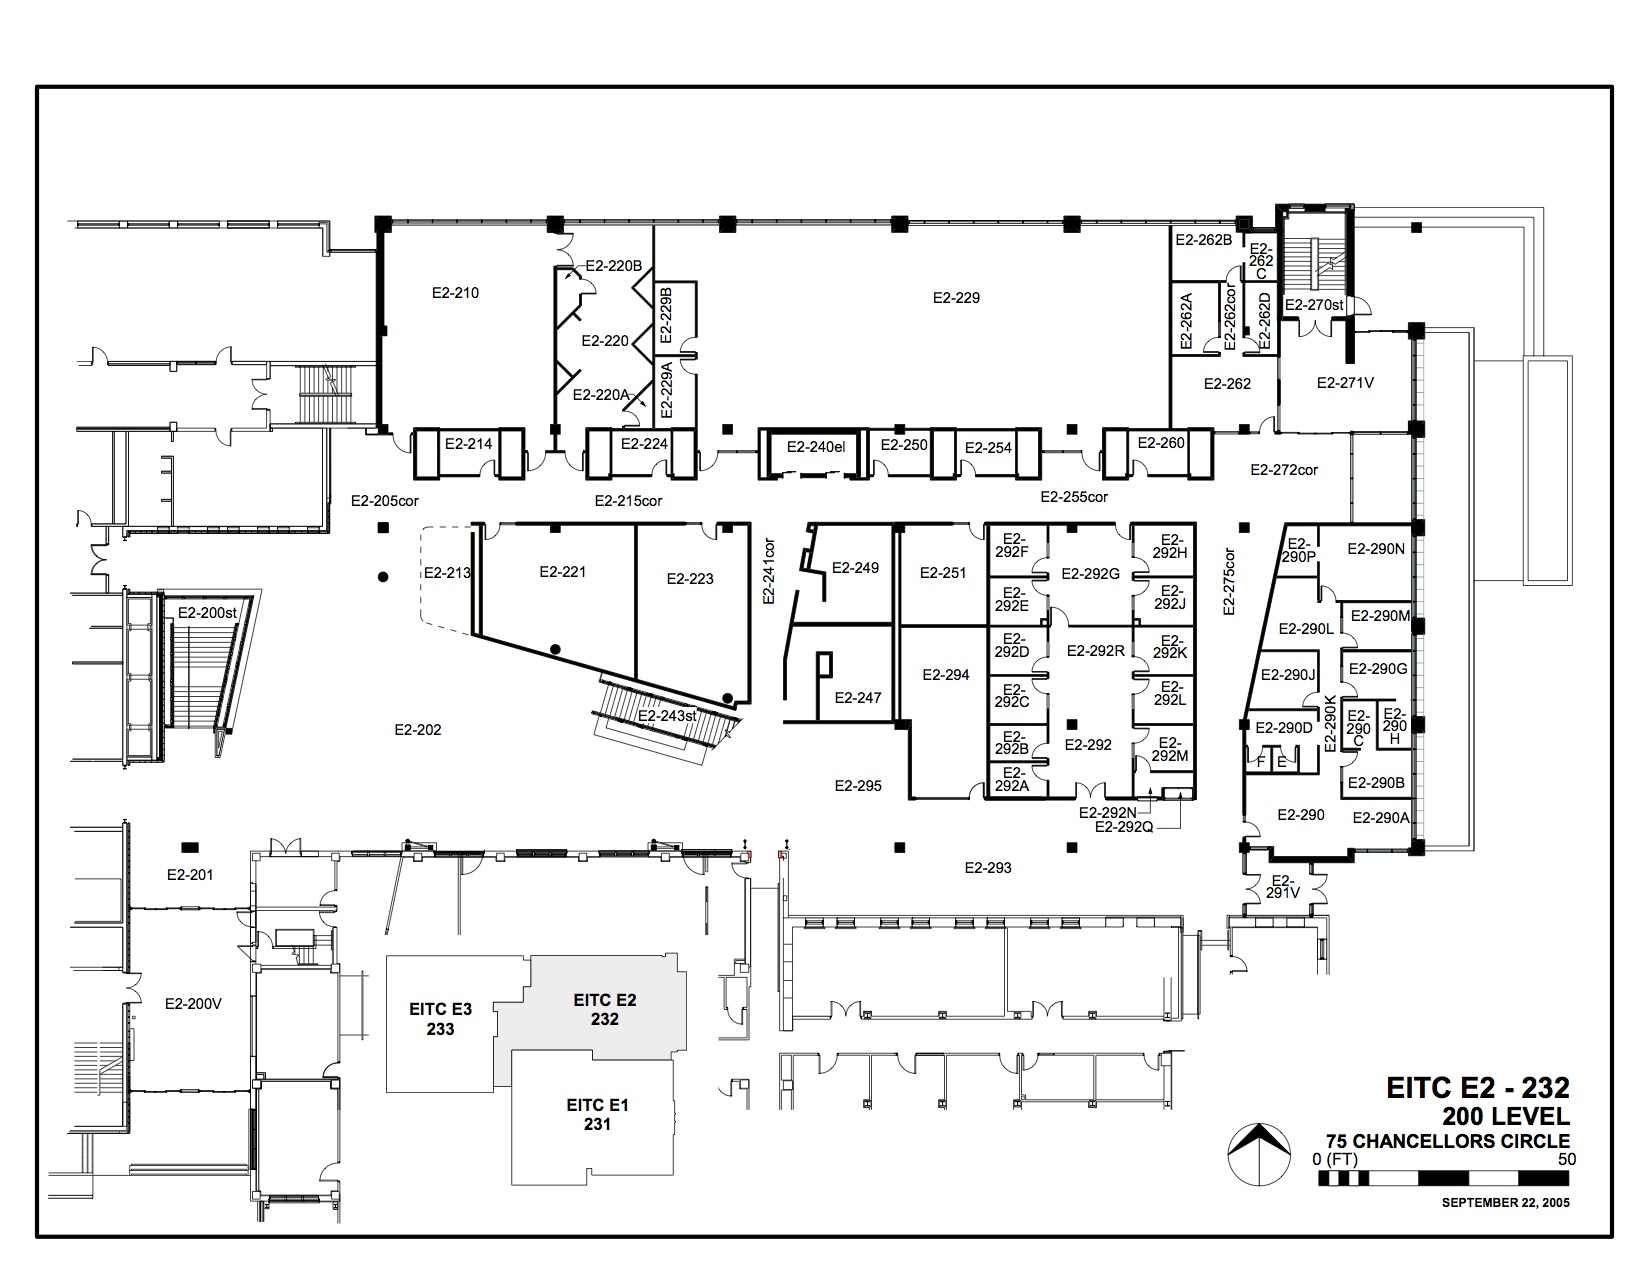 E2-262B
E2-
262
C
E2-220B
E2-210
E2-229
E2-229B
E2-262A
E2-262cor
E2-262D
E2-270st
E2-220
E2-229A
E2-262
E2-271V
E2-220A
E2-214
E2-224
E2-240el
E2-250
E2-254
E2-260
E2-272cor
E2-205cor
E2-215cor
E2-255cor
E2-213
E2-221
E2-223
E2-241cor
E2-249
E2-251
E2-
292F
E2-292G
E2-
292H
E2-275cor
E2-
290P
E2-290N
E2-
292E
E2-
292J
E2-200st
E2-290L
E2-290M
E2-
292D
E2-292R
E2-
292K
E2-294
E2-290J
E2-290G
E2-247
E2-
292C
E2-
292L
E2-243st
E2-202
E2-
292B
E2-292
E2-
292M
E2-290D
E2-290K
E2-
290
C
E2-
290
H
F
E
E2-295
E2-
292A
E2-290B
E2-292N
E2-292Q
E2-290
E2-290A
E2-201
E2-293
E2-
291V
E2-200V
EITC E3
233
EITC E2
232
EITC E1
231
EITC E2 - 232
200 LEVEL
75 CHANCELLORS CIRCLE
0 (FT) 50
SEPTEMBER 22, 2005